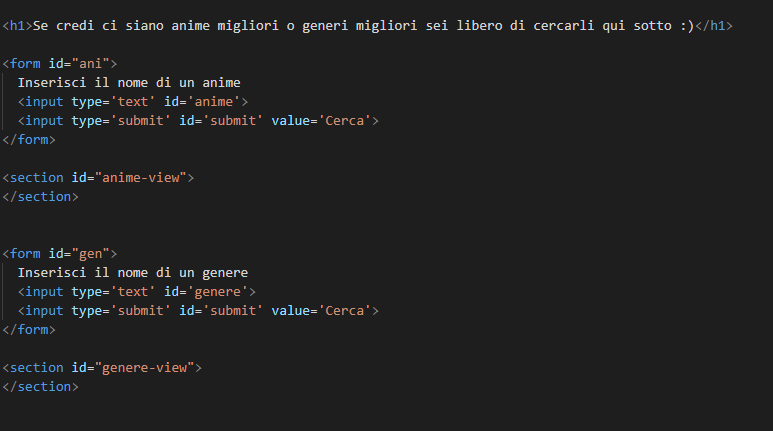 <h1>Se credi ci siano anime migliori o generi migliori sei libero di cercarli qui sotto :)</h1>
<form id="ani">
Inserisci il nome di un anime
<input type='text' id='anime'>
<input type='submit' id='submit' value='Cerca'>
</form>
<section id="anime-view">
</section>
<form id="gen">
Inserisci il nome di un genere
<input type='text' id='genere'>
<input type='submit' id='submit' value='Cerca'>
</form>
<section id="genere-view">
</section>